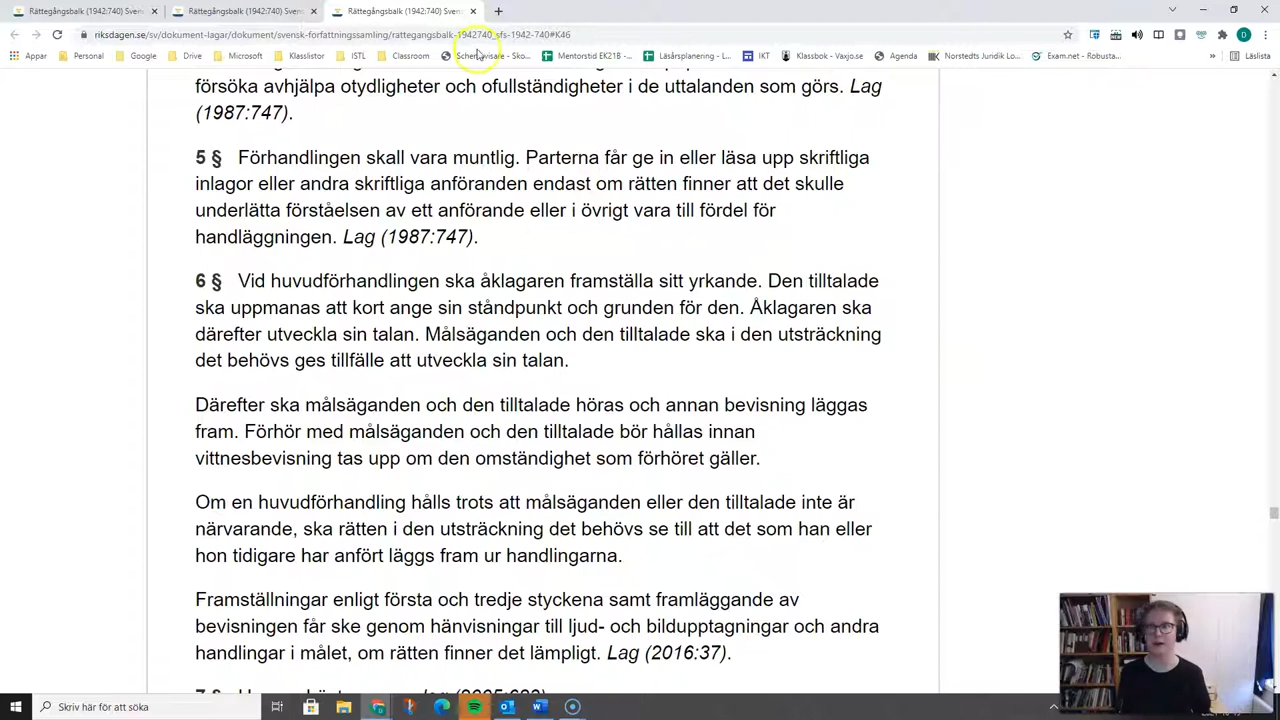 Rättegångsbalk (1942:740) Svens
Rättegångsbalk (1942:740) Svens
Rättegångsbalk (1942:740) Svens
riksdagen.se/sv/dokument-lagar/dokument/svensk-forfattningssamling/rattegangsbalk-1942740_sfs-1942-740#K46
Appar Personal Google Drive Microsoft Klasslistor ISTL Classroom Schemavisare - Sko... Mentorstid EK21B -... Läsårsplanering - L... IKT Klassbok - Vaxjo.se Agenda Norstedts Juridik Lo... Exam.net - Robusta... Läslista
försöka avhjälpa otydligheter och ofullständigheter i de uttalanden som görs. Lag
(1987:747).
5 § Förhandlingen skall vara muntlig. Parterna får ge in eller läsa upp skriftliga
inlagor eller andra skriftliga anföranden endast om rätten finner att det skulle
underlätta förståelsen av ett anförande eller i övrigt vara till fördel för
handläggningen. Lag (1987:747).
6 § Vid huvudförhandlingen ska åklagaren framställa sitt yrkande. Den tilltalade
ska uppmanas att kort ange sin ståndpunkt och grunden för den. Åklagaren ska
därefter utveckla sin talan. Målsäganden och den tilltalade ska i den utsträckning
det behövs ges tillfälle att utveckla sin talan.
Därefter ska målsäganden och den tilltalade höras och annan bevisning läggas
fram. Förhör med målsäganden och den tilltalade bör hållas innan
vittnesbevisning tas upp om den omständighet som förhöret gäller.
Om en huvudförhandling hålls trots att målsäganden eller den tilltalade inte är
närvarande, ska rätten i den utsträckning det behövs se till att det som han eller
hon tidigare har anfört läggs fram ur handlingarna.
Framställningar enligt första och tredje styckena samt framläggande av
bevisningen får ske genom hänvisningar till ljud- och bildupptagningar och andra
handlingar i målet, om rätten finner det lämpligt. Lag (2016:37).
7 §
Skriv här för att söka